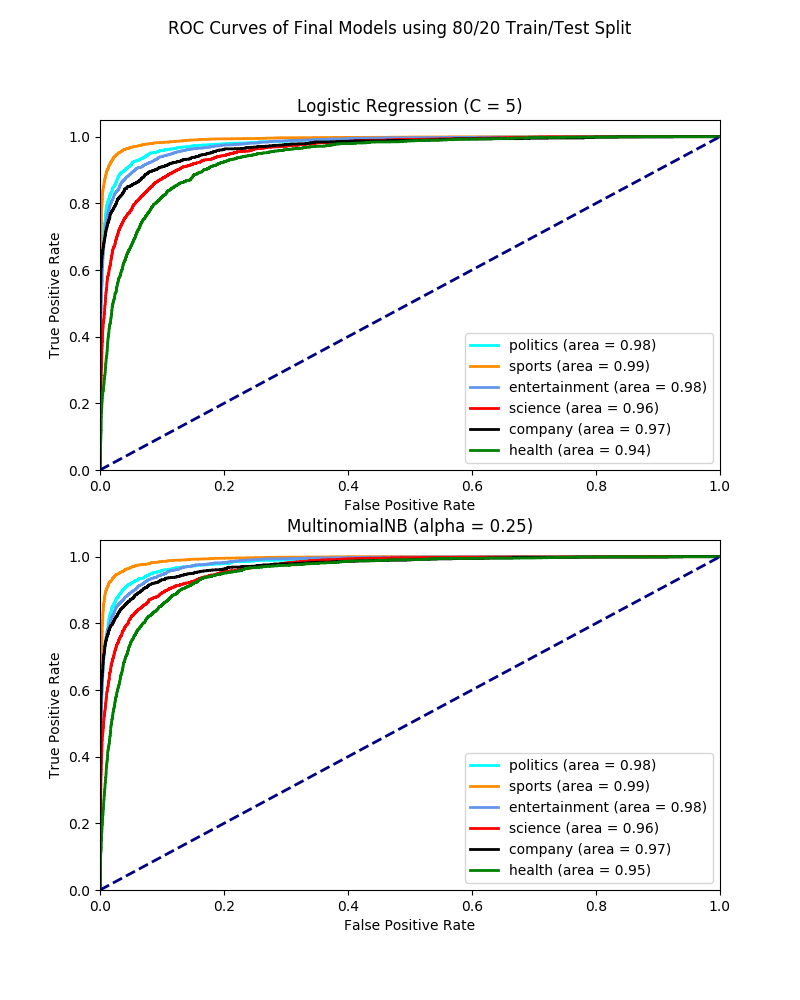 ROC Curves of Final Models using 80/20 Train/Test Split
Logistic Regression (C = 5)
1.0
0.8
0.6
0.4
0.2
0.0
True Positive Rate
politics (area = 0.98)
sports (area = 0.99)
entertainment (area = 0.98)
science (area = 0.96)
company (area = 0.97)
health (area = 0.94)
0.0 0.2 0.4 0.6 0.8 1.0
False Positive Rate
MultinomialNB (alpha = 0.25)
1.0
0.8
0.6
0.4
0.2
0.0
True Positive Rate
politics (area = 0.98)
sports (area = 0.99)
entertainment (area = 0.98)
science (area = 0.96)
company (area = 0.97)
health (area = 0.95)
0.0 0.2 0.4 0.6 0.8 1.0
False Positive Rate